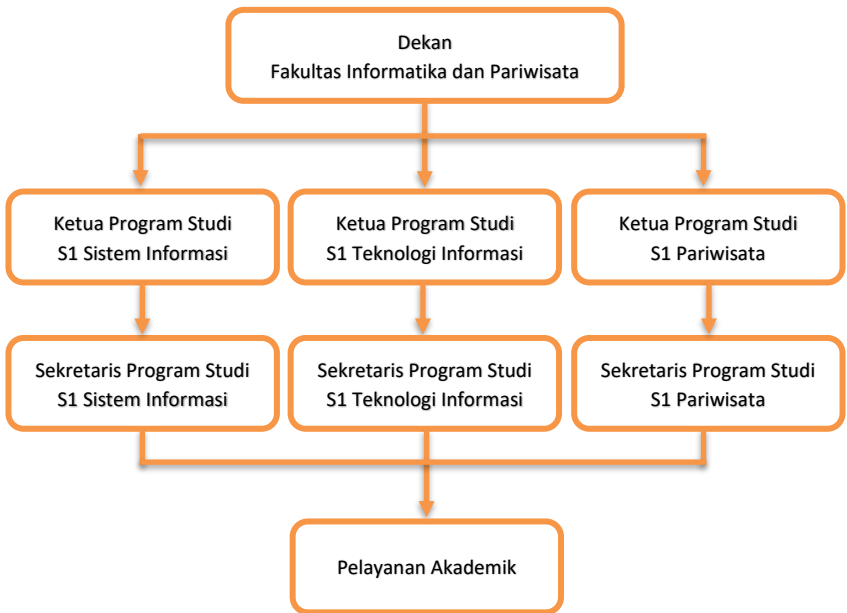 Dekan
Fakultas Informatika dan Pariwisata
Ketua Program Studi
S1 Sistem Informasi
Ketua Program Studi
S1 Teknologi Informasi
Ketua Program Studi
S1 Pariwisata
Sekretaris Program Studi
S1 Sistem Informasi
Sekretaris Program Studi
S1 Teknologi Informasi
Sekretaris Program Studi
S1 Pariwisata
Pelayanan Akademik